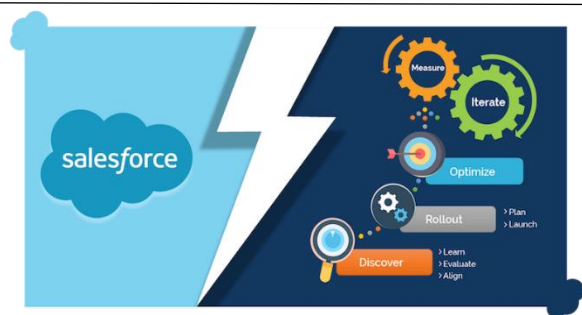 salesforce
Measure
Iterate
Optimize
Rollout
> Plan
> Launch
Discover
> Learn
> Evaluate
> Align